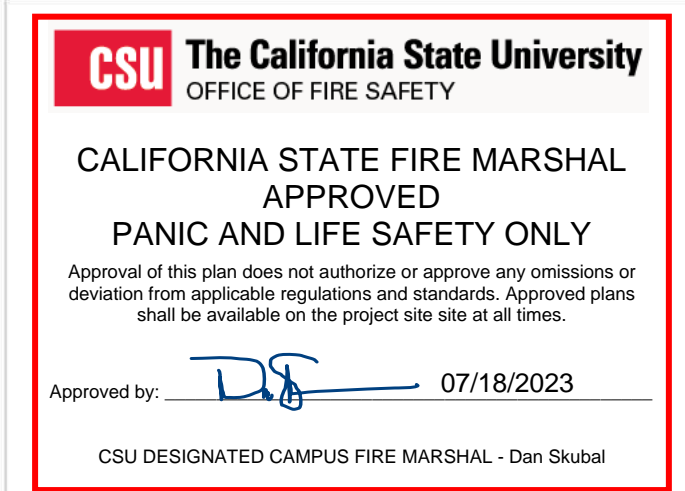 CSU The California State University
OFFICE OF FIRE SAFETY
CALIFORNIA STATE FIRE MARSHAL
APPROVED
PANIC AND LIFE SAFETY ONLY
Approval of this plan does not authorize or approve any omissions or
deviation from applicable regulations and standards. Approved plans
shall be available on the project site site at all times.
Approved by: 07/18/2023
CSU DESIGNATED CAMPUS FIRE MARSHAL - Dan Skubal